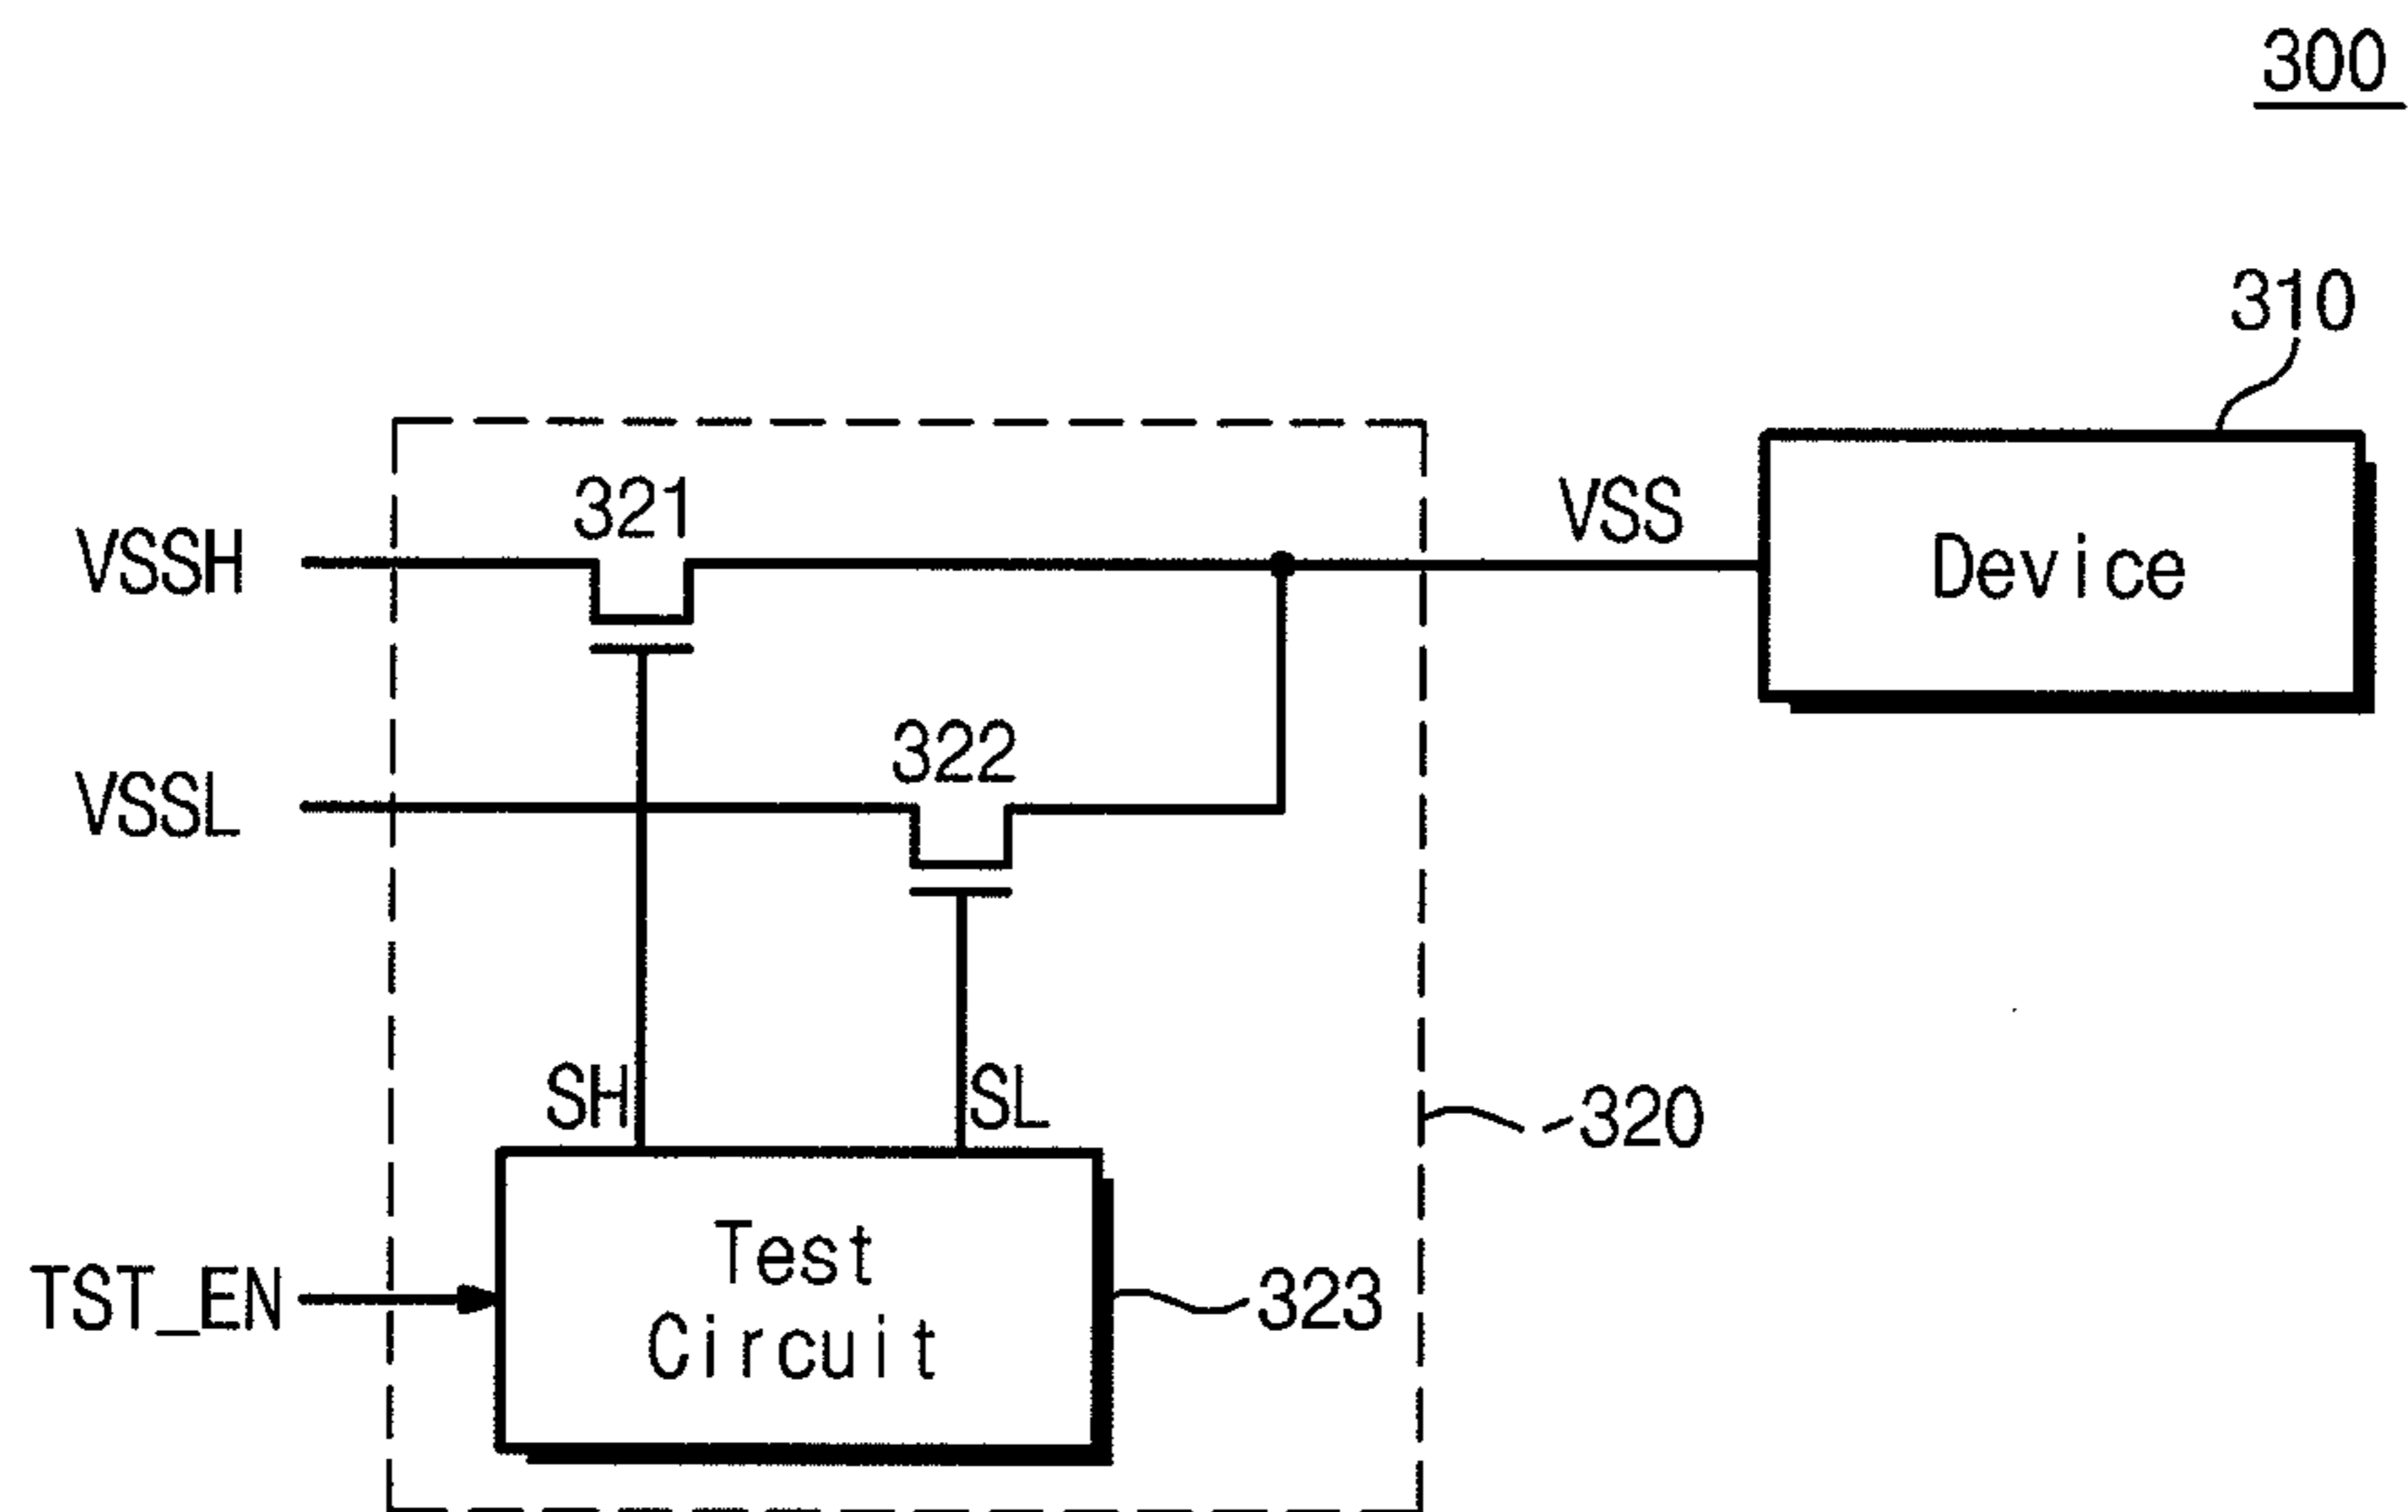 300
310
321
VSSH
VSS
Device
322
VSSL
SH
SL
320
Test
Circuit
TST_EN
323